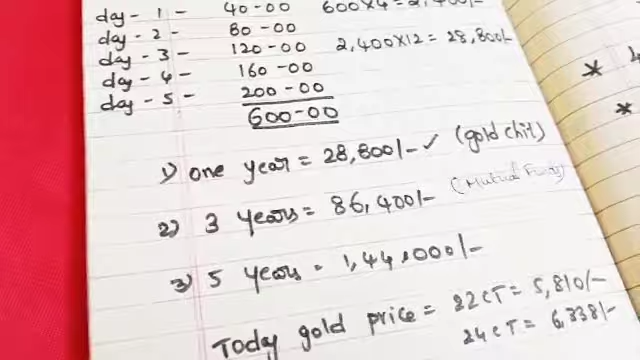 day - 1 - 40-00 600x4 = 2,400/-
day - 2 - 80-00
day - 3 - 120-00 2,400x12 = 28,800/-
day - 4 - 160-00
day - 5 - 200-00
600-00
1) one year = 28,800/- ✓ (gold chit)
2) 3 years = 86,400/- (Mutual Funds)
3) 5 years = 1,44,000/-
Today gold price = 22CT = 5,810/-
24CT = 6,338/-